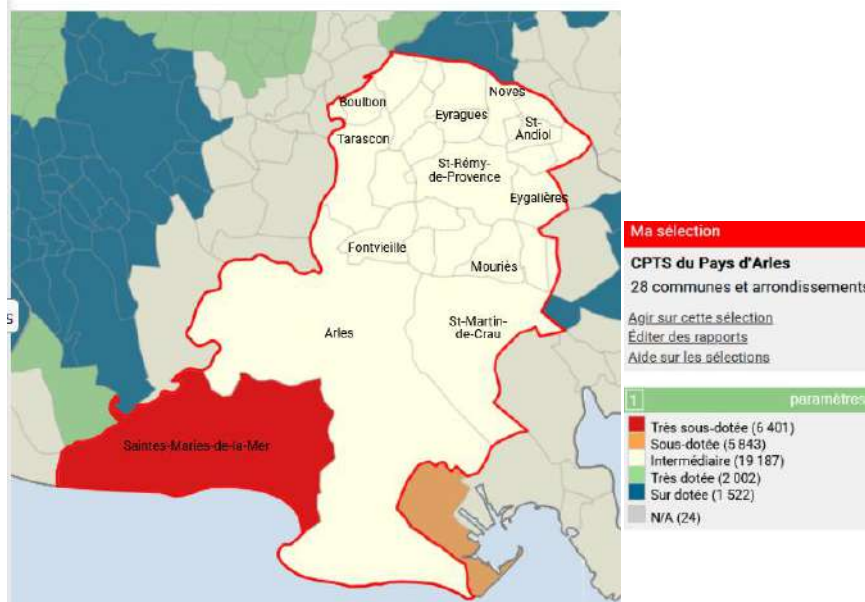 Boulbon
Noves
Eyragues
St-
Andiol
Tarascon
St-Rémy-
de-Provence
Eygalières
Fontvieille
Mouriès
Arles
St-Martin-
de-Crau
Saintes-Maries-de-la-Mer
s
Ma sélection
CPTS du Pays d'Arles
28 communes et arrondissements
Agir sur cette sélection
Éditer des rapports
Aide sur les sélections
1 paramètres
Très sous-dotée (6 401)
Sous-dotée (5 843)
Intermédiaire (19 187)
Très dotée (2 002)
Sur dotée (1 522)
N/A (24)